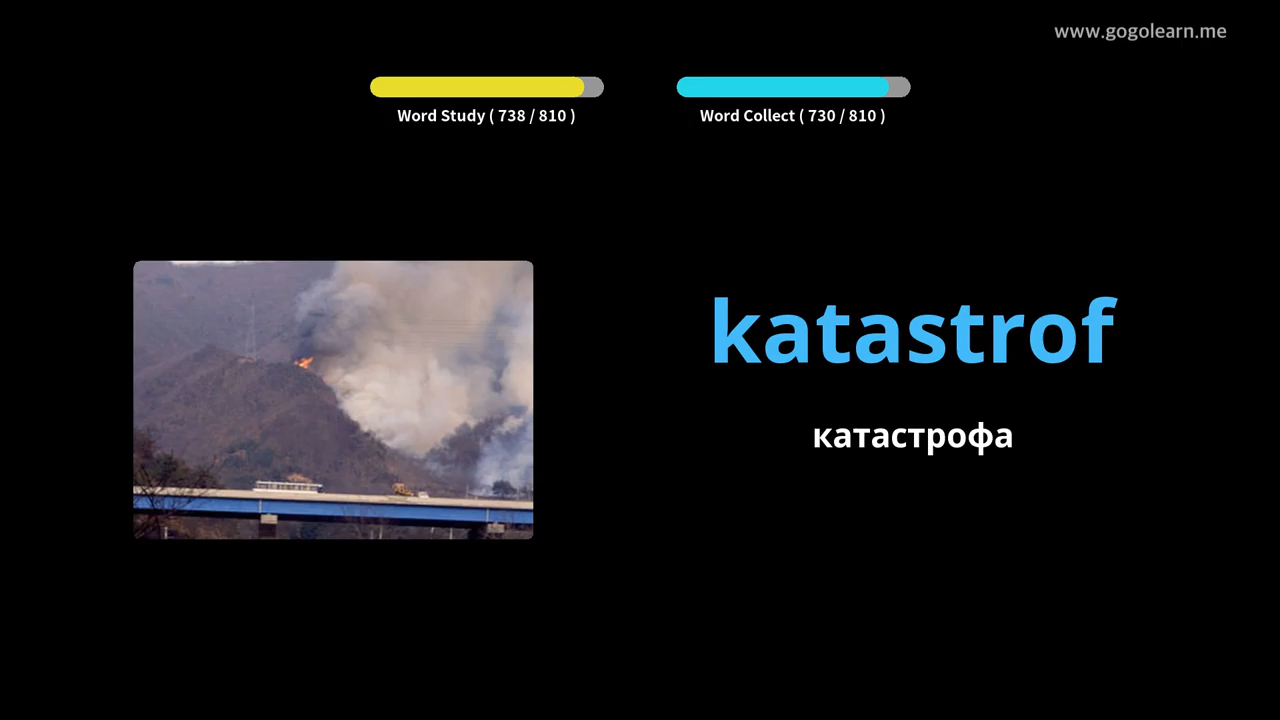 www.gogolearn.me
Word Study ( 738 / 810 )
Word Collect ( 730 / 810 )
katastrof
катастрофа